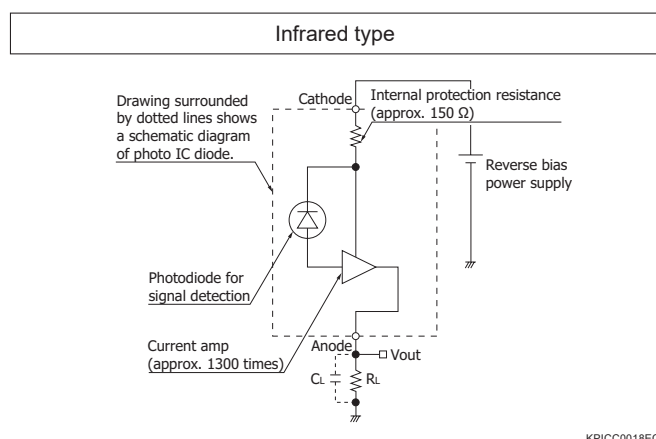 Infrared type
Drawing surrounded
by dotted lines shows
a schematic diagram
of photo IC diode.
Cathode
Internal protection resistance
(approx. 150 Ω)
Reverse bias
power supply
Photodiode for
signal detection
Current amp
(approx. 1300 times)
Anode
Vout
CL
RL
KPICC0018EC